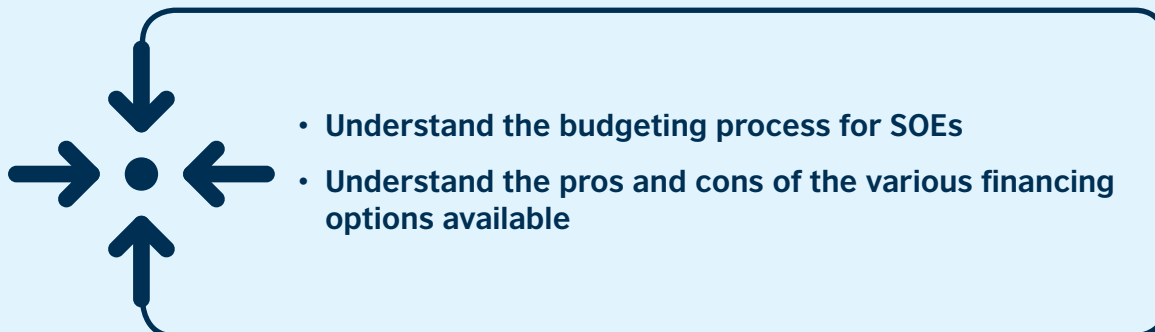 • Understand the budgeting process for SOEs
• Understand the pros and cons of the various financing
options available